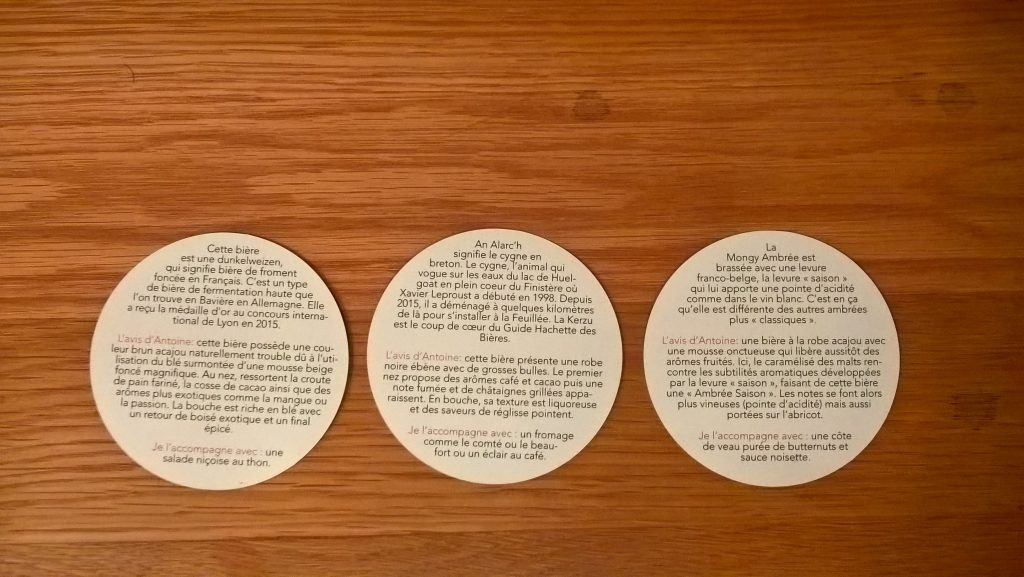 Cette bière
est une dunkelweizen,
qui signifie bière de froment
foncée en Français. C'est un type
de bière de fermentation haute que
l'on trouve en Bavière en Allemagne. Elle
a reçu la médaille d'or au concours interna-
tional de Lyon en 2015.
L'avis d'Antoine: cette bière possède une cou-
leur brun acajou naturellement trouble dû à l'uti-
lisation du blé surmontée d'une mousse beige
foncé magnifique. Au nez, ressortent la croute
de pain fariné, la cosse de cacao ainsi que des
arômes plus exotiques comme la mangue ou
la passion. La bouche est riche en blé avec
un retour de boisé exotique et un final
épicé.
Je l'accompagne avec : une
salade niçoise au thon.
An Alarc'h
signifie le cygne en
breton. Le cygne, l'animal qui
vogue sur les eaux du lac de Huel-
goat en plein coeur du Finistère où
Xavier Leproust a débuté en 1998. Depuis
2015, il a déménagé à quelques kilomètres
de là pour s'installer à la Feuillée. La Kerzu
est le coup de cœur du Guide Hachette des
Bières.
L'avis d'Antoine: cette bière présente une robe
noire ébène avec de grosses bulles. Le premier
nez propose des arômes café et cacao puis une
note fumée et de châtaignes grillées appa-
raissent. En bouche, sa texture est liquoreuse
et des saveurs de réglisse pointent.
Je l'accompagne avec : un fromage
comme le comté ou le beau-
fort ou un éclair au café.
La
Mongy Ambrée est
brassée avec une levure
franco-belge, la levure « saison »
qui lui apporte une pointe d'acidité
comme dans le vin blanc. C'est en ça
qu'elle est différente des autres ambrées
plus « classiques ».
L'avis d'Antoine: une bière à la robe acajou avec
une mousse onctueuse qui libère aussitôt des
arômes fruités. Ici, le caramélisé des malts ren-
contre les subtilités aromatiques développées
par la levure « saison », faisant de cette bière
une « Ambrée Saison ». Les notes se font alors
plus vineuses (pointe d'acidité) mais aussi
portées sur l'abricot.
Je l'accompagne avec : une côte
de veau purée de butternuts et
sauce noisette.